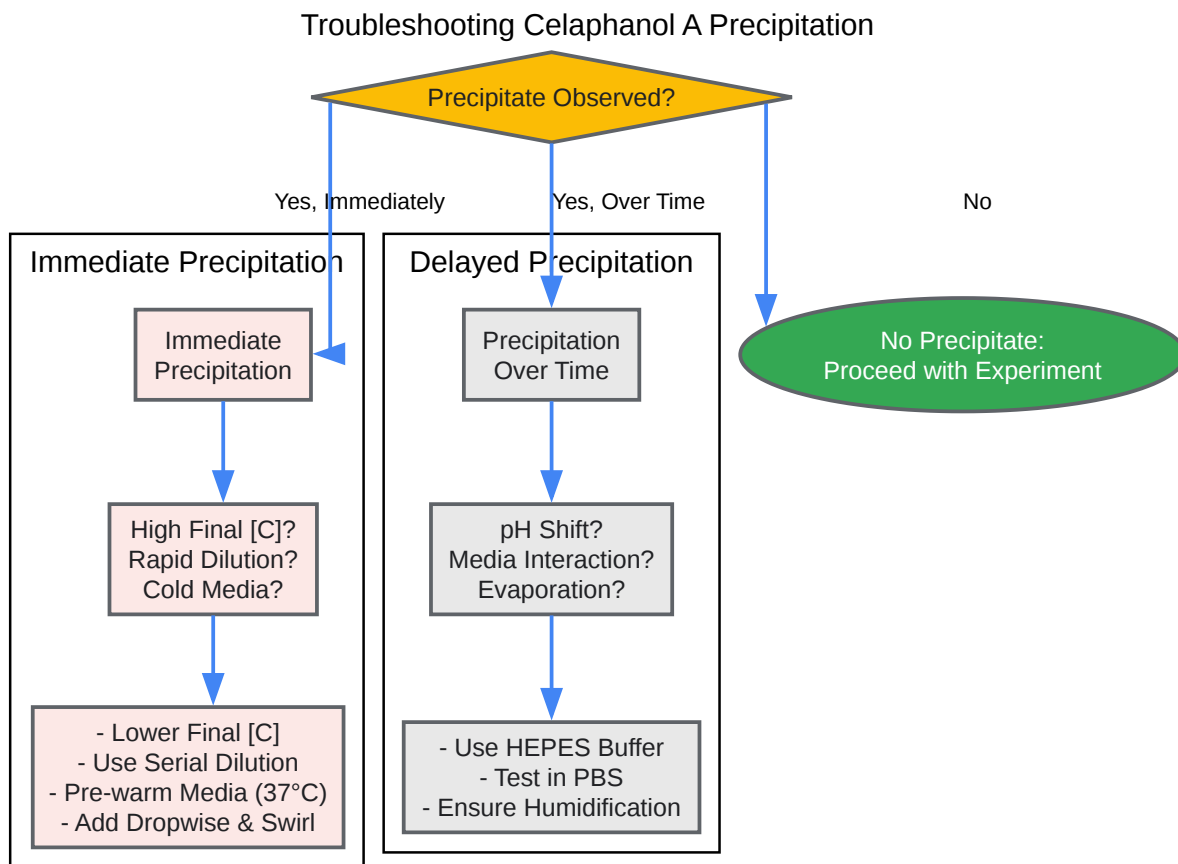 Troubleshooting Celaphanol A Precipitation
Precipitate Observed?
Yes, Immediately
Yes, Over Time
No
Immediate Precipitation
Immediate
Precipitation
High Final [C]?
Rapid Dilution?
Cold Media?
- Lower Final [C]
- Use Serial Dilution
- Pre-warm Media (37°C)
- Add Dropwise & Swirl
Delayed Precipitation
Precipitation
Over Time
pH Shift?
Media Interaction?
Evaporation?
- Use HEPES Buffer
- Test in PBS
- Ensure Humidification
No Precipitate:
Proceed with Experiment